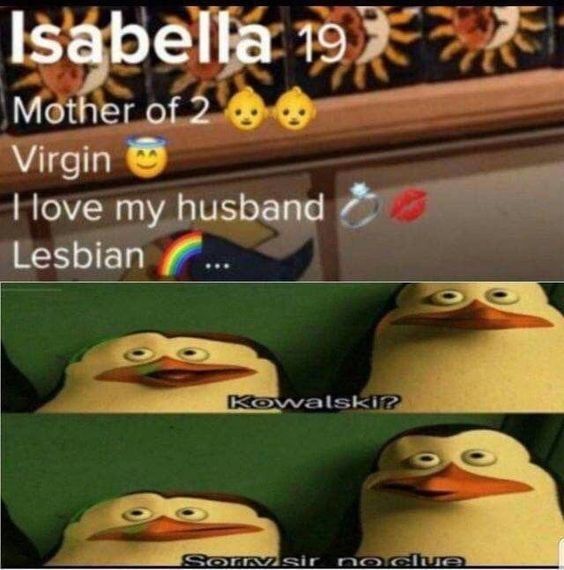 Isabella 19
Mother of 2 👶👶
Virgin 😇
I love my husband 💍💋
Lesbian 🌈...
Kowalski?
Sorry sir no clue